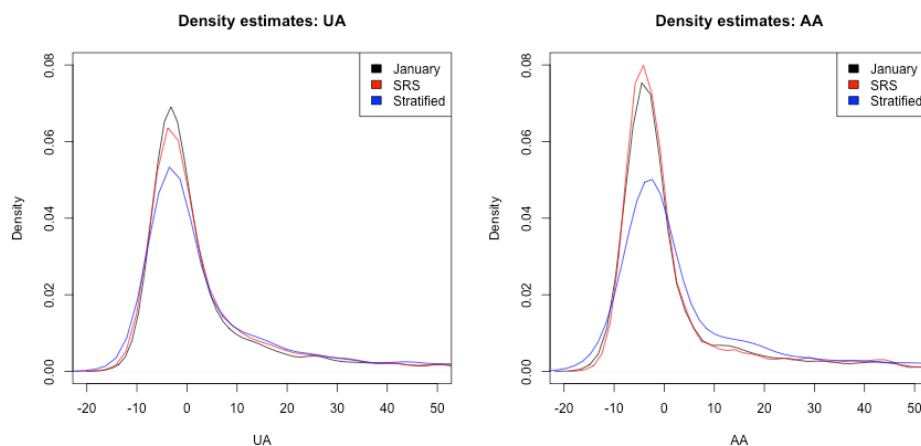 Density estimates: UA
January
SRS
Stratified
Density
0.08
0.06
0.04
0.02
0.00
-20 -10 0 10 20 30 40 50
UA
Density estimates: AA
January
SRS
Stratified
Density
0.08
0.06
0.04
0.02
0.00
-20 -10 0 10 20 30 40 50
AA